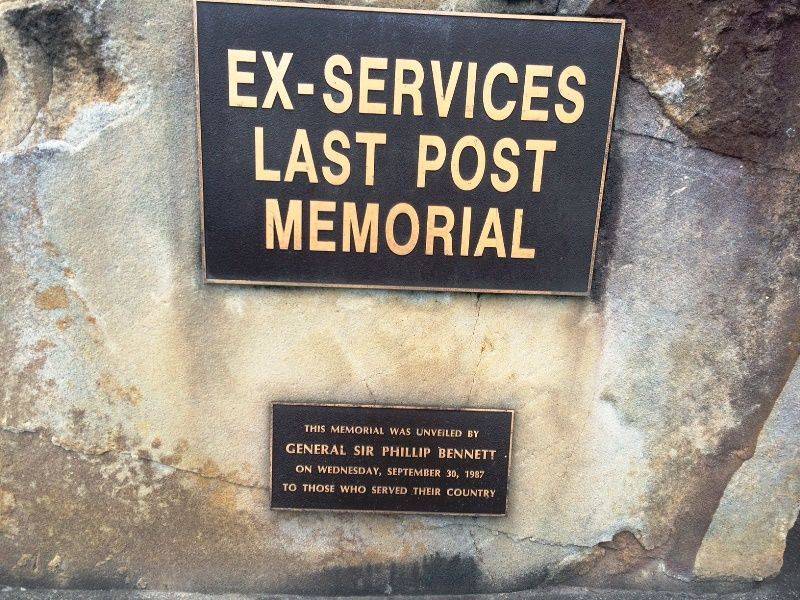 EX-SERVICES
LAST POST
MEMORIAL
THIS MEMORIAL WAS UNVEILED BY
GENERAL SIR PHILLIP BENNETT
ON WEDNESDAY, SEPTEMBER 30, 1987
TO THOSE WHO SERVED THEIR COUNTRY